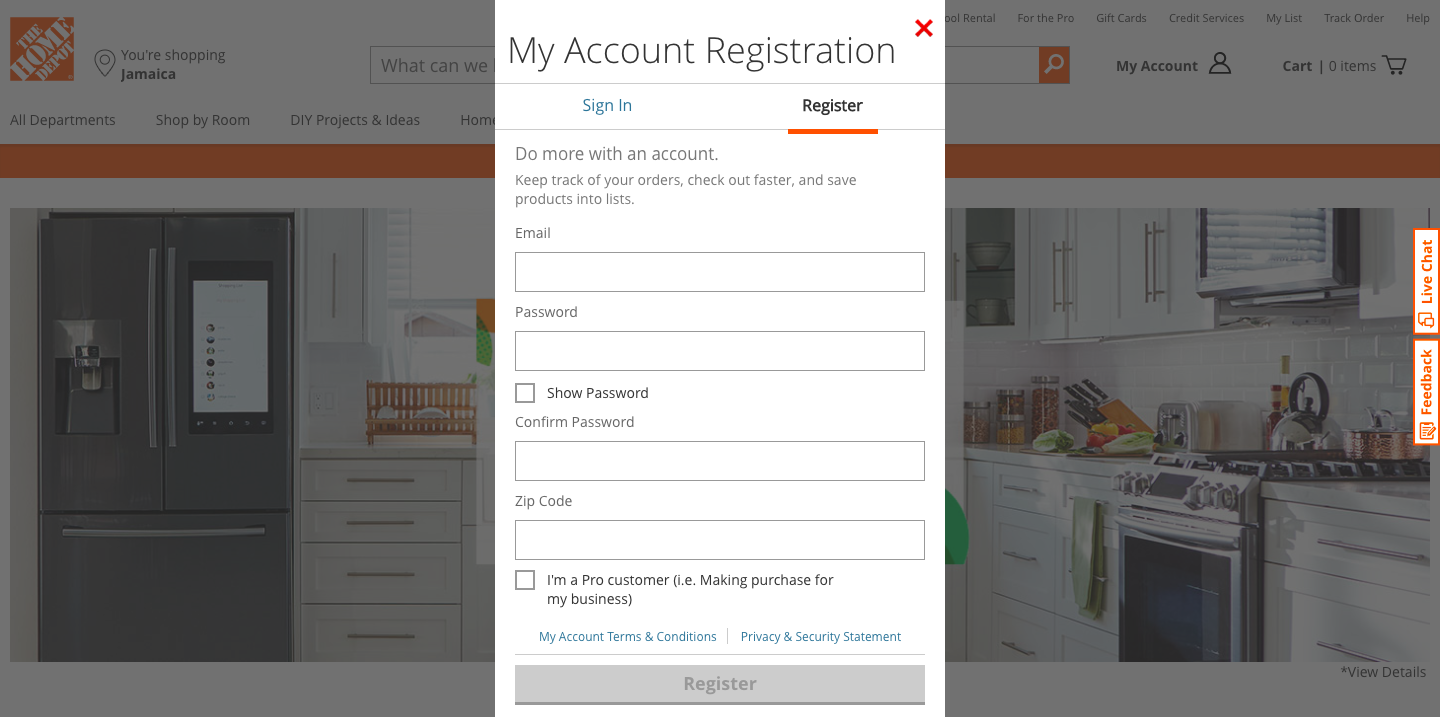 THE HOME DEPOT
You're shopping
Jamaica
What can we
ool Rental
For the Pro
Gift Cards
Credit Services
My List
Track Order
Help
My Account
Cart | 0 items
All Departments
Shop by Room
DIY Projects & Ideas
Home
My Account Registration
Sign In
Register
Do more with an account.
Keep track of your orders, check out faster, and save
products into lists.
Email
Password
Show Password
Confirm Password
Zip Code
I'm a Pro customer (i.e. Making purchase for
my business)
My Account Terms & Conditions
Privacy & Security Statement
Register
Live Chat
Feedback
*View Details